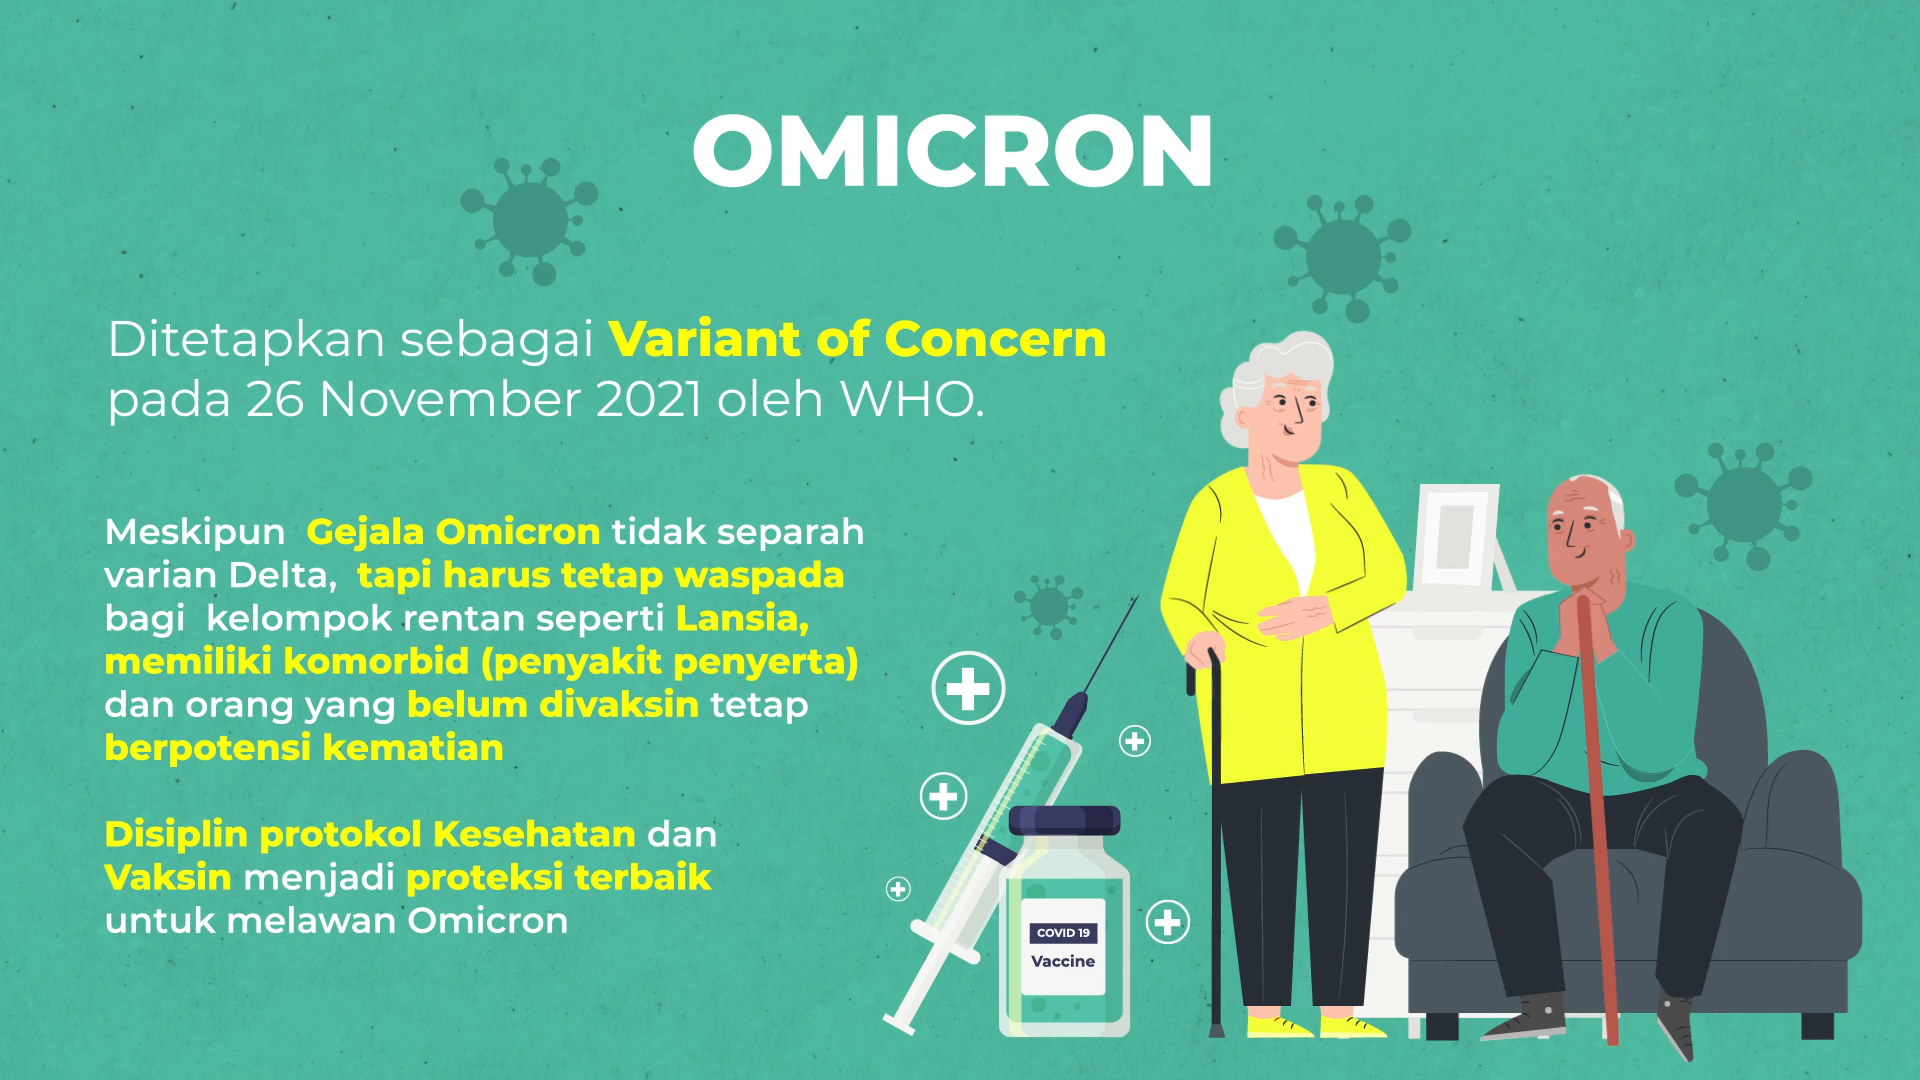 OMICRON
Ditetapkan sebagai Variant of Concern
pada 26 November 2021 oleh WHO.
Meskipun Gejala Omicron tidak separah
varian Delta, tapi harus tetap waspada
bagi kelompok rentan seperti Lansia,
memiliki komorbid (penyakit penyerta)
dan orang yang belum divaksin tetap
berpotensi kematian
Disiplin protokol Kesehatan dan
Vaksin menjadi proteksi terbaik
untuk melawan Omicron
COVID 19
Vaccine